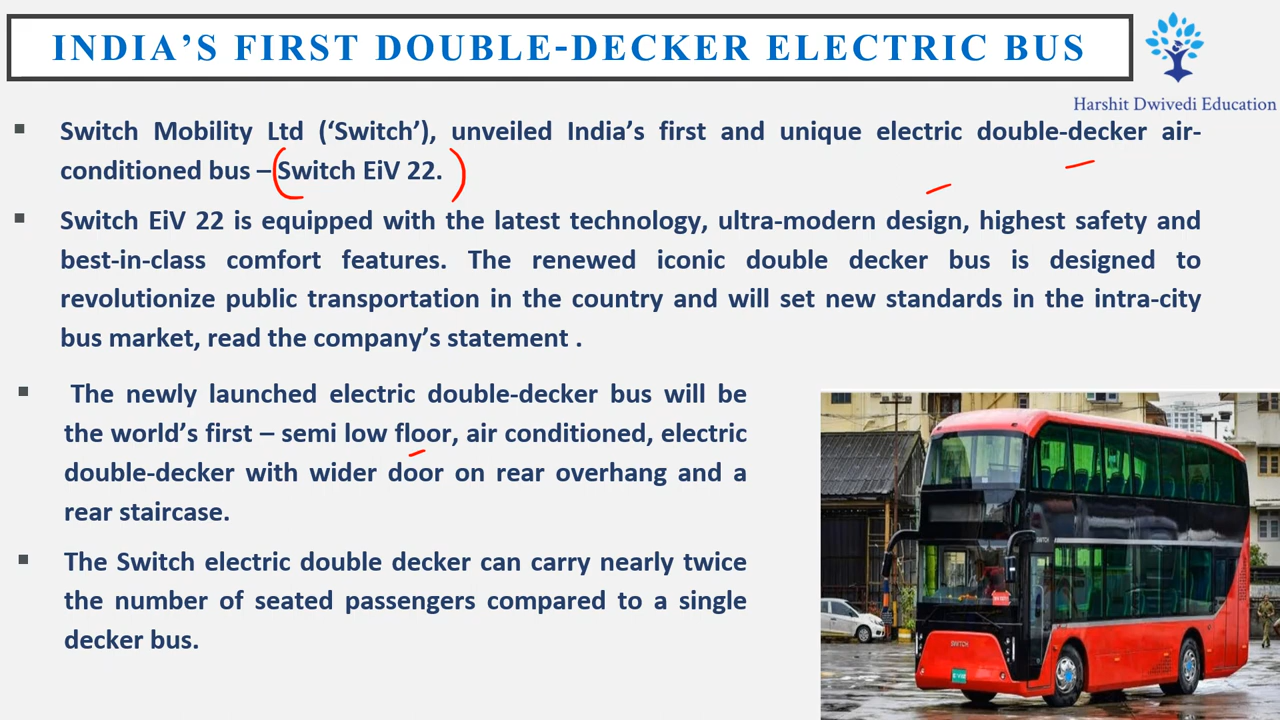 INDIA'S FIRST DOUBLE-DECKER ELECTRIC BUS
Harshit Dwivedi Education
▪ Switch Mobility Ltd ('Switch'), unveiled India's first and unique electric double-decker air-
conditioned bus – Switch EiV 22.
▪ Switch EiV 22 is equipped with the latest technology, ultra-modern design, highest safety and
best-in-class comfort features. The renewed iconic double decker bus is designed to
revolutionize public transportation in the country and will set new standards in the intra-city
bus market, read the company's statement .
▪ The newly launched electric double-decker bus will be
the world's first – semi low floor, air conditioned, electric
double-decker with wider door on rear overhang and a
rear staircase.
▪ The Switch electric double decker can carry nearly twice
the number of seated passengers compared to a single
decker bus.
SWITCH